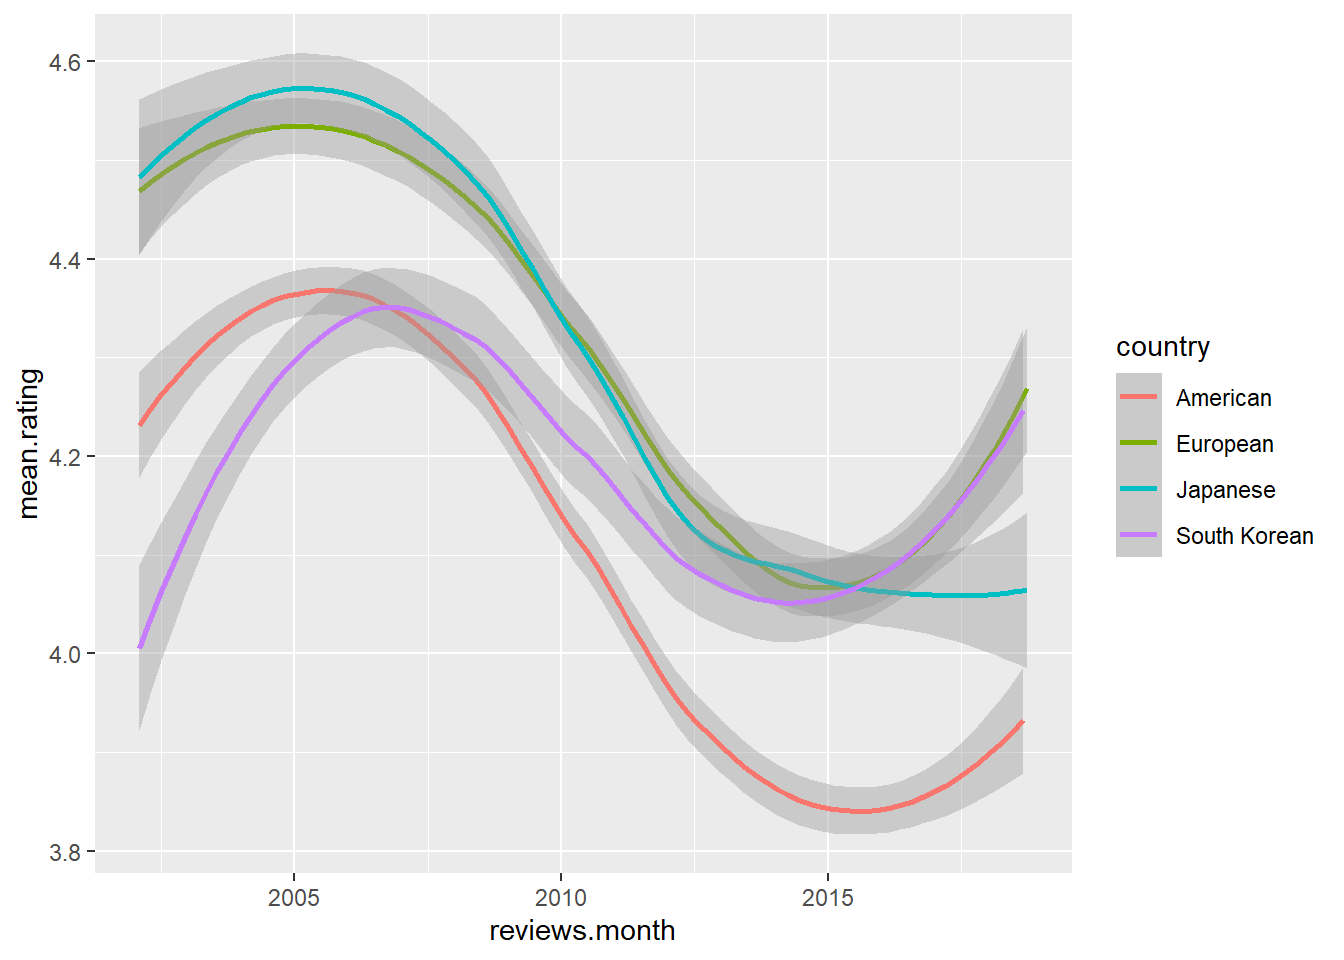 4.6
4.4
4.2
4.0
3.8
mean.rating
2005
2010
2015
reviews.month
country
American
European
Japanese
South Korean